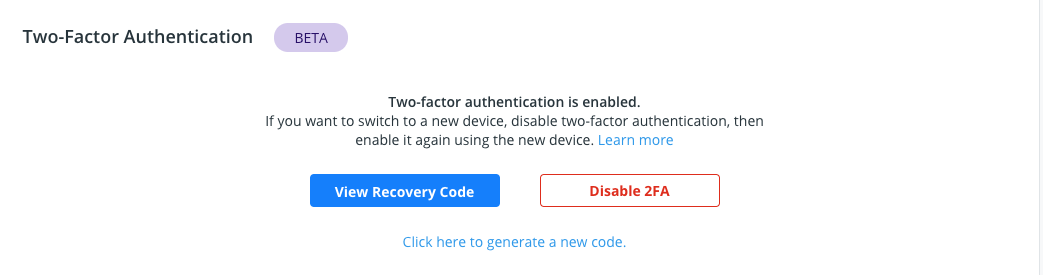 Two-Factor Authentication BETA
Two-factor authentication is enabled.
If you want to switch to a new device, disable two-factor authentication, then
enable it again using the new device. Learn more
View Recovery Code Disable 2FA
Click here to generate a new code.